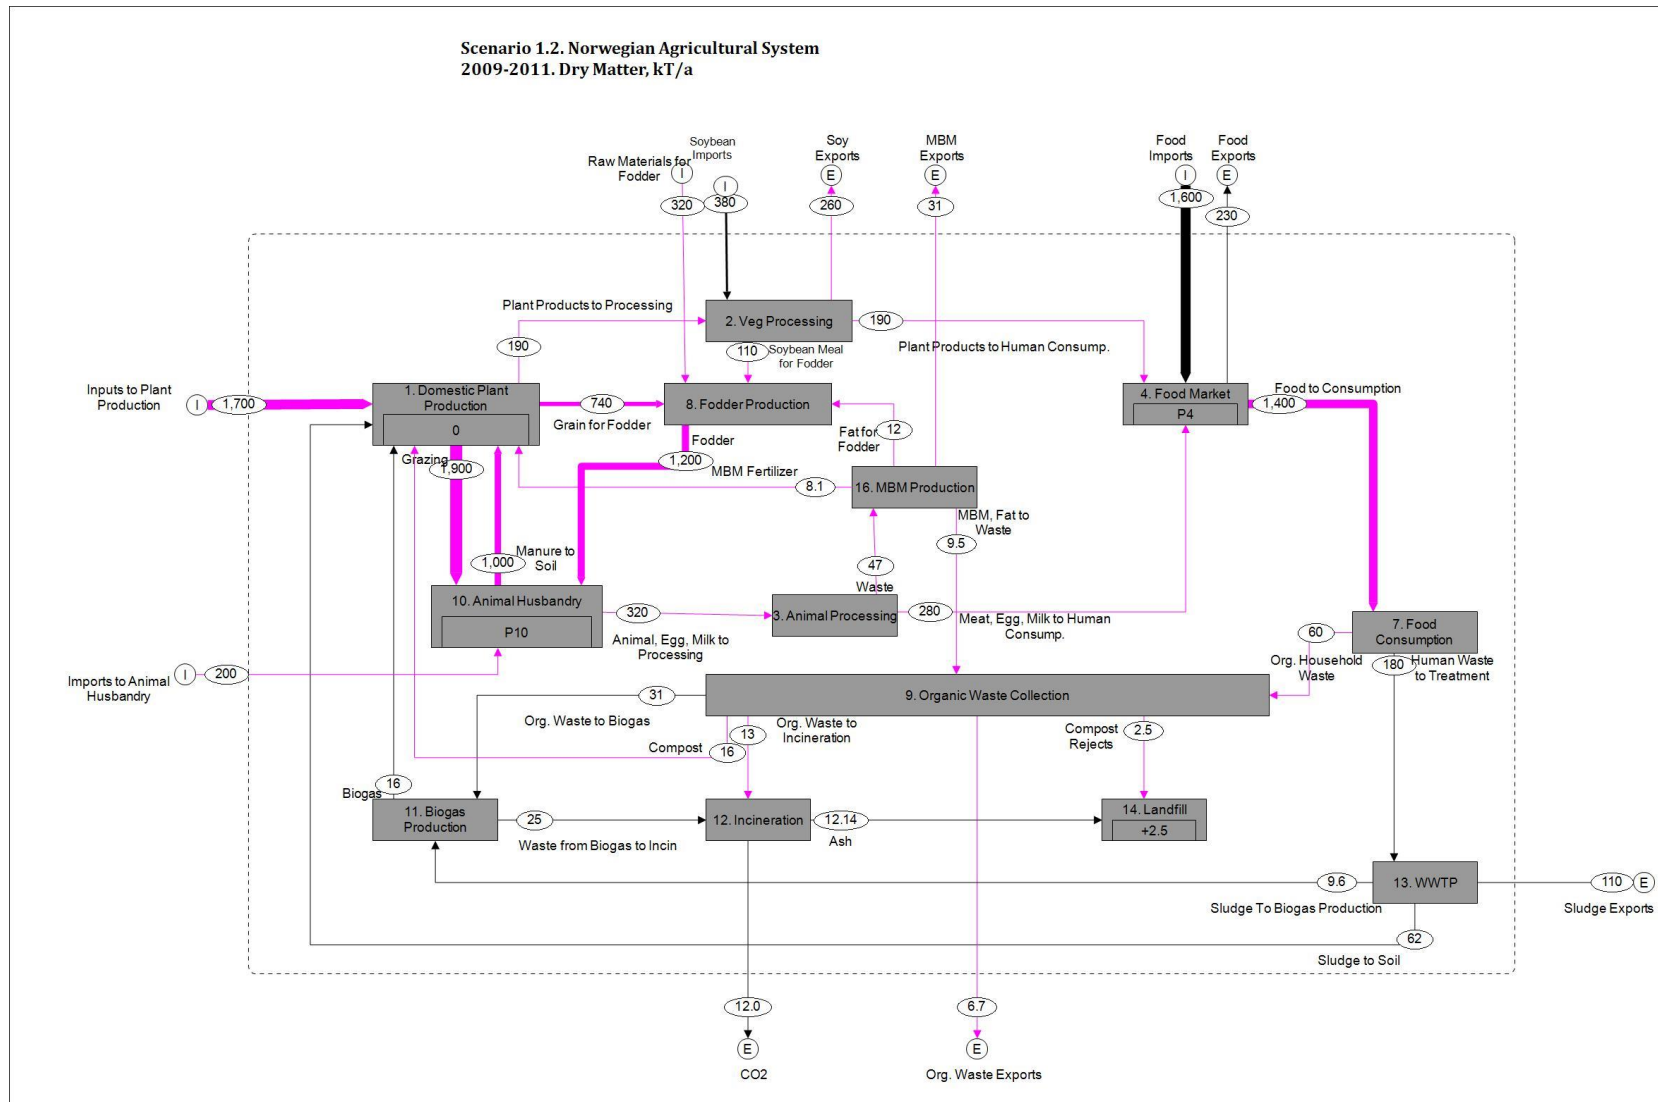 Scenario 1.2. Norwegian Agricultural System
2009-2011. Dry Matter, kT/a
Raw Materials for
Fodder
I
320
Soybean
Imports
I
380
Soy
Exports
E
260
MBM
Exports
E
31
Food
Imports
I
1,600
Food
Exports
E
230
Plant Products to Processing
190
2. Veg Processing
190
Plant Products to Human Consump.
110
Soybean Meal
for Fodder
Inputs to Plant
Production
I
1,700
1. Domestic Plant
Production
0
740
Grain for Fodder
8. Fodder Production
4. Food Market
P4
Food to Consumption
1,400
Grazing
1,900
Fodder
1,200
Fat for
Fodder
12
MBM Fertilizer
8.1
16. MBM Production
MBM, Fat to
Waste
9.5
1,000
Manure to
Soil
47
Waste
10. Animal Husbandry
P10
320
Animal, Egg, Milk to
Processing
3. Animal Processing
280
Meat, Egg, Milk to Human
Consump.
7. Food
Consumption
60
Org. Household
Waste
180
Human Waste
to Treatment
Imports to Animal
Husbandry
I
200
31
Org. Waste to Biogas
9. Organic Waste Collection
Compost
16
13
Org. Waste to
Incineration
Compost
Rejects
2.5
Biogas
16
11. Biogas
Production
25
Waste from Biogas to Incin
12. Incineration
12.14
Ash
14. Landfill
+2.5
9.6
Sludge To Biogas Production
13. WWTP
110
E
Sludge Exports
62
Sludge to Soil
12.0
E
CO2
6.7
E
Org. Waste Exports